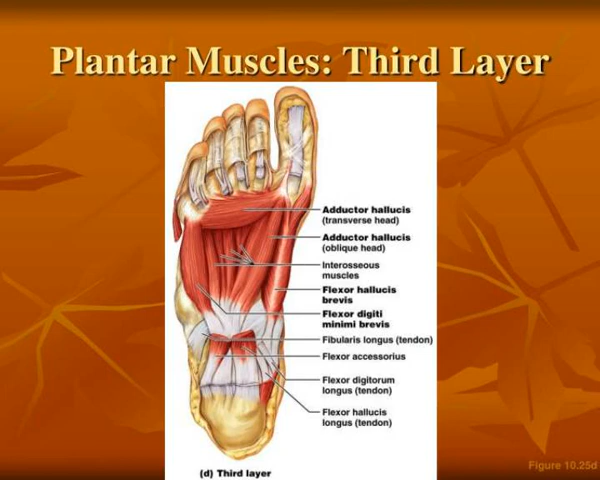 Plantar Muscles: Third Layer
Adductor hallucis
(transverse head)
Adductor hallucis
(oblique head)
Interosseous
muscles
Flexor hallucis
brevis
Flexor digiti
minimi brevis
Fibularis longus (tendon)
Flexor accessorius
Flexor digitorum
longus (tendon)
Flexor hallucis
longus (tendon)
(d) Third layer
Figure 10.25d